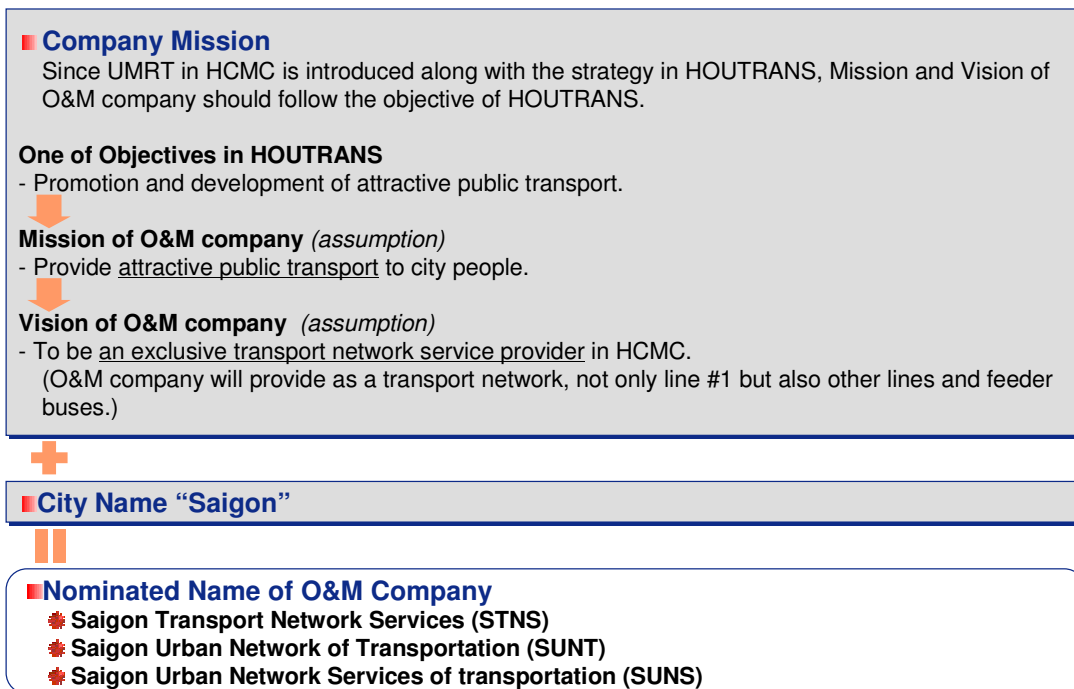 Company Mission
Since UMRT in HCMC is introduced along with the strategy in HOUTRANS, Mission and Vision of
O&M company should follow the objective of HOUTRANS.
One of Objectives in HOUTRANS
- Promotion and development of attractive public transport.
Mission of O&M company (assumption)
- Provide attractive public transport to city people.
Vision of O&M company (assumption)
- To be an exclusive transport network service provider in HCMC.
(O&M company will provide as a transport network, not only line #1 but also other lines and feeder
buses.)
City Name “Saigon”
Nominated Name of O&M Company
Saigon Transport Network Services (STNS)
Saigon Urban Network of Transportation (SUNT)
Saigon Urban Network Services of transportation (SUNS)